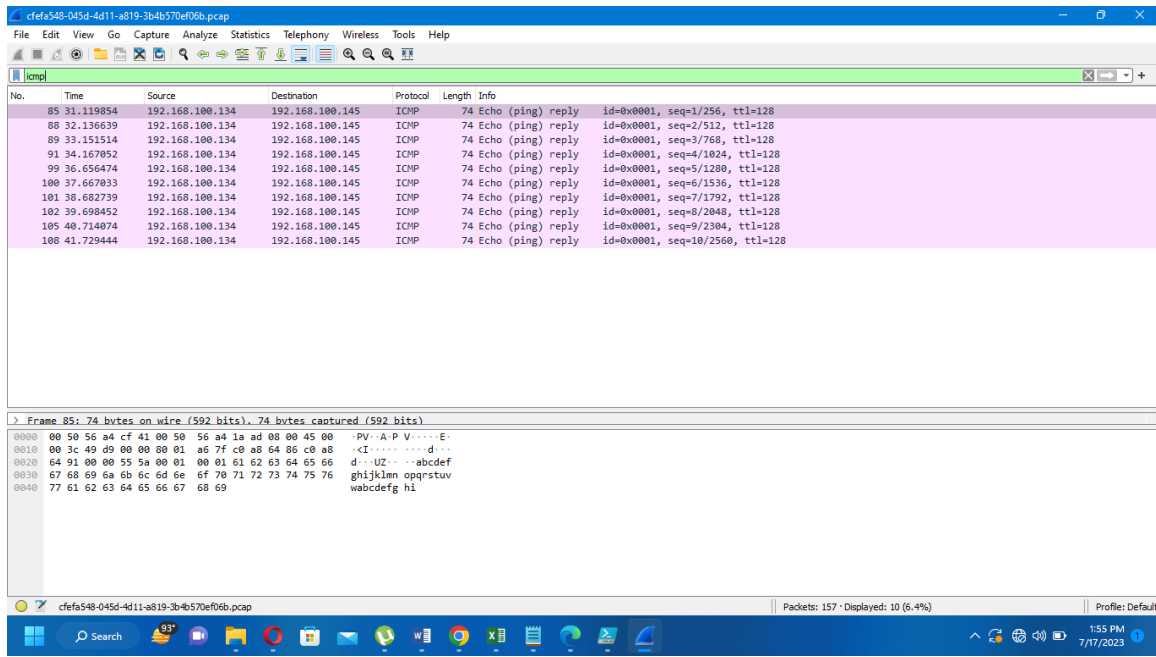 cfefa548-045d-4d11-a819-3b4b570ef06b.pcap
File Edit View Go Capture Analyze Statistics Telephony Wireless Tools Help
icmp
No. Time Source Destination Protocol Length Info
85 31.119854 192.168.100.134 192.168.100.145 ICMP 74 Echo (ping) reply id=0x0001, seq=1/256, ttl=128
88 32.136639 192.168.100.134 192.168.100.145 ICMP 74 Echo (ping) reply id=0x0001, seq=2/512, ttl=128
89 33.151514 192.168.100.134 192.168.100.145 ICMP 74 Echo (ping) reply id=0x0001, seq=3/768, ttl=128
91 34.167052 192.168.100.134 192.168.100.145 ICMP 74 Echo (ping) reply id=0x0001, seq=4/1024, ttl=128
99 36.656474 192.168.100.134 192.168.100.145 ICMP 74 Echo (ping) reply id=0x0001, seq=5/1280, ttl=128
100 37.667033 192.168.100.134 192.168.100.145 ICMP 74 Echo (ping) reply id=0x0001, seq=6/1536, ttl=128
101 38.682739 192.168.100.134 192.168.100.145 ICMP 74 Echo (ping) reply id=0x0001, seq=7/1792, ttl=128
102 39.698452 192.168.100.134 192.168.100.145 ICMP 74 Echo (ping) reply id=0x0001, seq=8/2048, ttl=128
105 40.714074 192.168.100.134 192.168.100.145 ICMP 74 Echo (ping) reply id=0x0001, seq=9/2304, ttl=128
108 41.729444 192.168.100.134 192.168.100.145 ICMP 74 Echo (ping) reply id=0x0001, seq=10/2560, ttl=128
> Frame 85: 74 bytes on wire (592 bits), 74 bytes captured (592 bits)
0000 00 50 56 a4 cf 41 00 50 56 a4 1a ad 08 00 45 00 ·PV··A·P V·····E·
0010 00 3c 49 d9 00 00 80 01 a6 7f c0 a8 64 86 c0 a8 ·<I····· ····d···
0020 64 91 00 00 55 5a 00 01 00 01 61 62 63 64 65 66 d···UZ·· ··abcdef
0030 67 68 69 6a 6b 6c 6d 6e 6f 70 71 72 73 74 75 76 ghijklmn opqrstuv
0040 77 61 62 63 64 65 66 67 68 69 wabcdefg hi
cfefa548-045d-4d11-a819-3b4b570ef06b.pcap Packets: 157 · Displayed: 10 (6.4%) Profile: Default
Search 93° 1:55 PM
7/17/2023 1